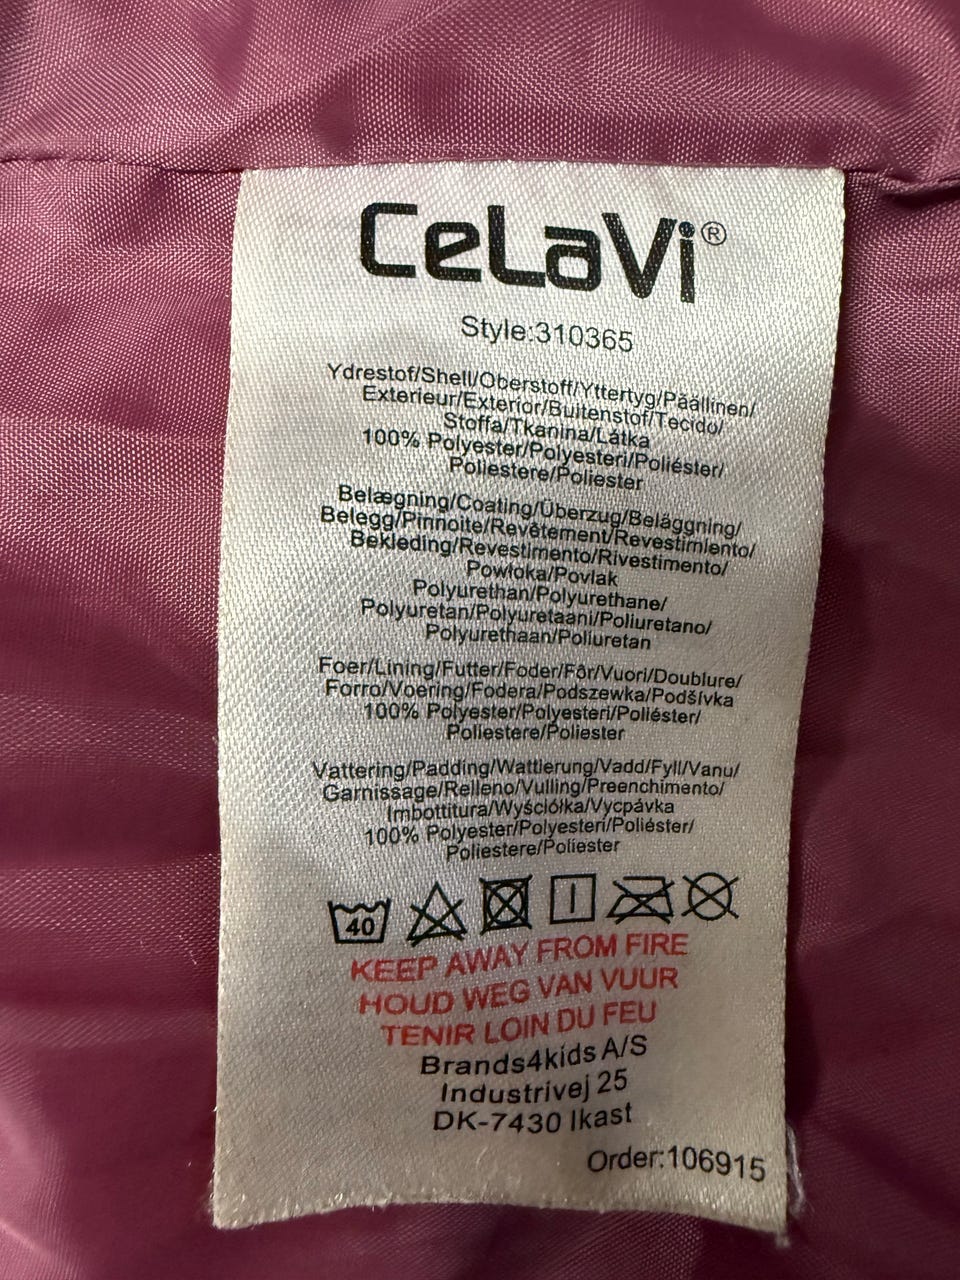 CeLaVi®
Style:310365
Ydrestof/Shell/Oberstoff/Yttertyg/Päällinen/
Exterieur/Exterior/Buitenstof/Tecido/
Stoffa/Tkanina/Látka
100% Polyester/Polyesteri/Poliéster/
Poliestere/Poliester
Belægning/Coating/Überzug/Beläggning/
Belegg/Pinnoite/Revêtement/Revestimiento/
Bekleding/Revestimento/Rivestimento/
Powłoka/Povlak
Polyurethan/Polyurethane/
Polyuretan/Polyuretaani/Poliuretano/
Polyurethaan/Poliuretan
Foer/Lining/Futter/Foder/Fôr/Vuori/Doublure/
Forro/Voering/Fodera/Podszewka/Podšívka
100% Polyester/Polyesteri/Poliéster/
Poliestere/Poliester
Vattering/Padding/Wattierung/Vadd/Fyll/Vanu/
Garnissage/Relleno/Vulling/Preenchimento/
Imbottitura/Wyściółka/Vycpávka
100% Polyester/Polyesteri/Poliéster/
Poliestere/Poliester
40
KEEP AWAY FROM FIRE
HOUD WEG VAN VUUR
TENIR LOIN DU FEU
Brands4kids A/S
Industrivej 25
DK-7430 Ikast
Order:106915